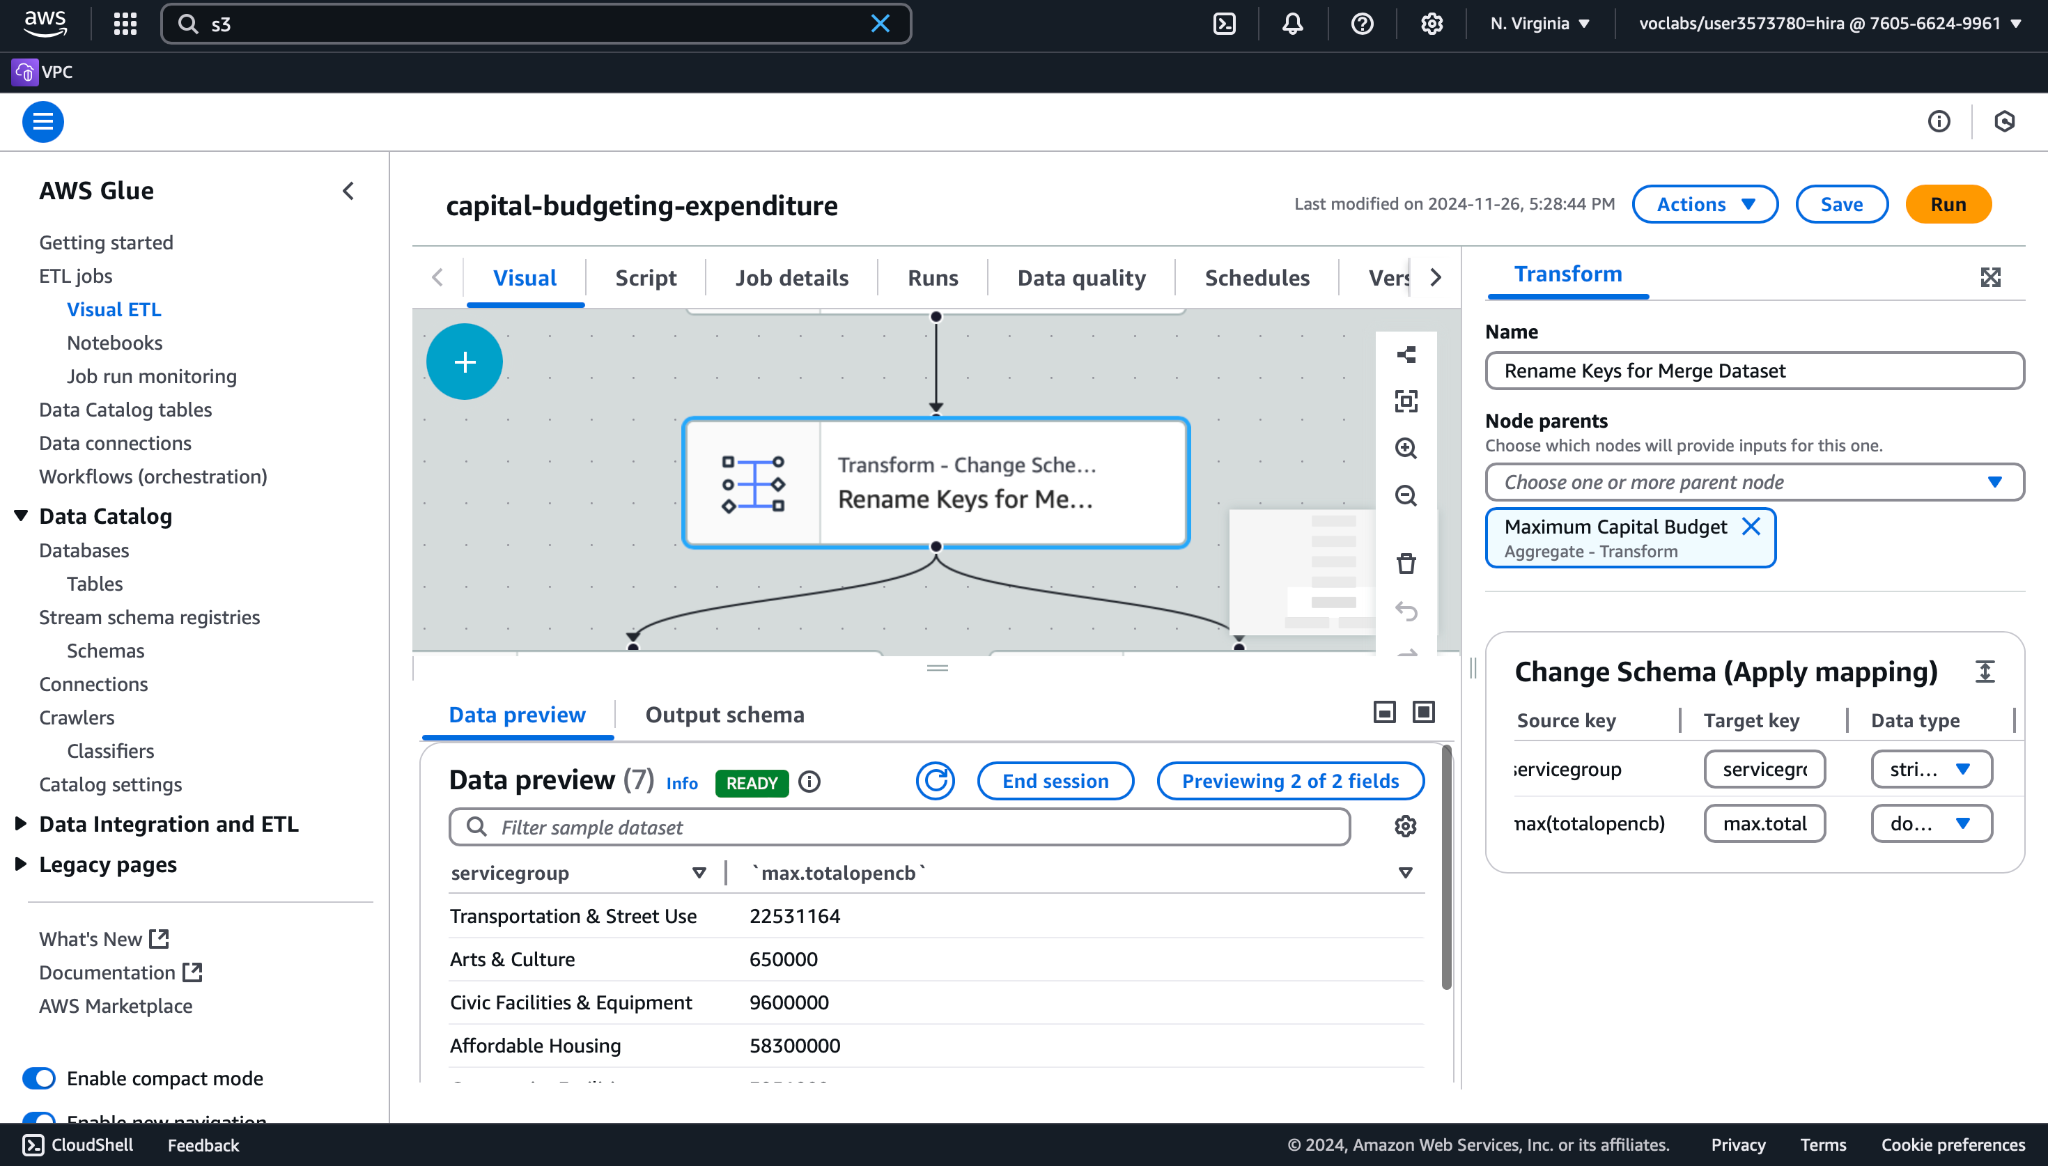 aws
s3
N. Virginia
voclabs/user3573780=hira @ 7605-6624-9961
VPC
AWS Glue
Getting started
ETL jobs
Visual ETL
Notebooks
Job run monitoring
Data Catalog tables
Data connections
Workflows (orchestration)
Data Catalog
Databases
Tables
Stream schema registries
Schemas
Connections
Crawlers
Classifiers
Catalog settings
Data Integration and ETL
Legacy pages
What's New
Documentation
AWS Marketplace
Enable compact mode
Enable new navigation
capital-budgeting-expenditure
Last modified on 2024-11-26, 5:28:44 PM
Actions
Save
Run
Visual
Script
Job details
Runs
Data quality
Schedules
Vers
Transform - Change Sche...
Rename Keys for Me...
Data preview
Output schema
Data preview (7) Info READY
End session
Previewing 2 of 2 fields
Filter sample dataset
servicegroup `max.totalopencb`
Transportation & Street Use 22531164
Arts & Culture 650000
Civic Facilities & Equipment 9600000
Affordable Housing 58300000
Transform
Name
Rename Keys for Merge Dataset
Node parents
Choose which nodes will provide inputs for this one.
Choose one or more parent node
Maximum Capital Budget
Aggregate - Transform
Change Schema (Apply mapping)
Source key Target key Data type
servicegroup servicegr stri...
max(totalopencb) max.total do...
CloudShell
Feedback
© 2024, Amazon Web Services, Inc. or its affiliates.
Privacy
Terms
Cookie preferences